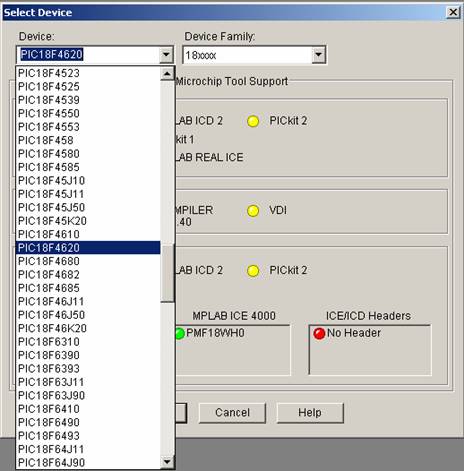 Select Device
Device: Device Family:
PIC18F4620 18xxxx
Microchip Tool Support
PIC18F4523
PIC18F4525
PIC18F4539
PIC18F4550
PIC18F4553
PIC18F458
PIC18F4580
PIC18F4585
PIC18F45J10
PIC18F45J11
PIC18F45J50
PIC18F45K20
PIC18F4610
PIC18F4620
PIC18F4680
PIC18F4682
PIC18F4685
PIC18F46J11
PIC18F46J50
PIC18F46K20
PIC18F6310
PIC18F6390
PIC18F6393
PIC18F63J11
PIC18F63J90
PIC18F6410
PIC18F6490
PIC18F6493
PIC18F64J11
PIC18F64J90
LAB ICD 2 PICkit 2
kit 1
LAB REAL ICE
MPILER VDI
.40
LAB ICD 2 PICkit 2
MPLAB ICE 4000 ICE/ICD Headers
PMF18WH0 No Header
Cancel Help